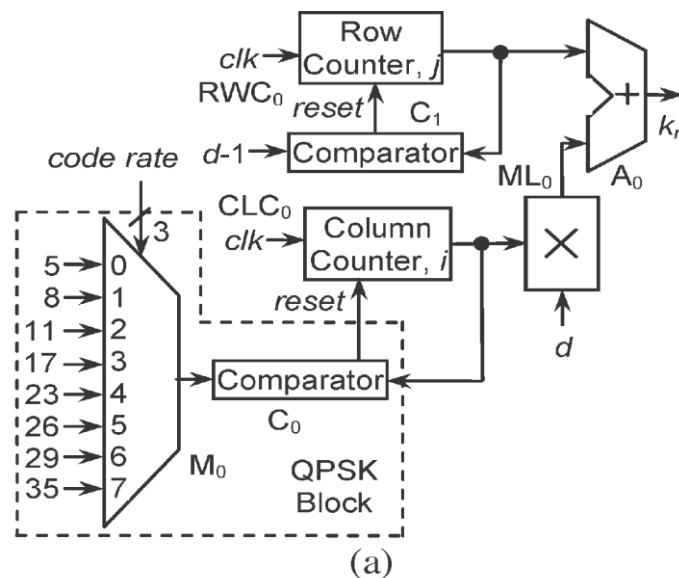 clk
Row
Counter, j
RWC0
reset
C1
d-1
Comparator
+
kn
A0
ML0
code rate
3
CLC0
clk
Column
Counter, i
×
reset
d
5 0
8 1
11 2
17 3
23 4
26 5
29 6
35 7
M0
Comparator
C0
QPSK
Block
(a)